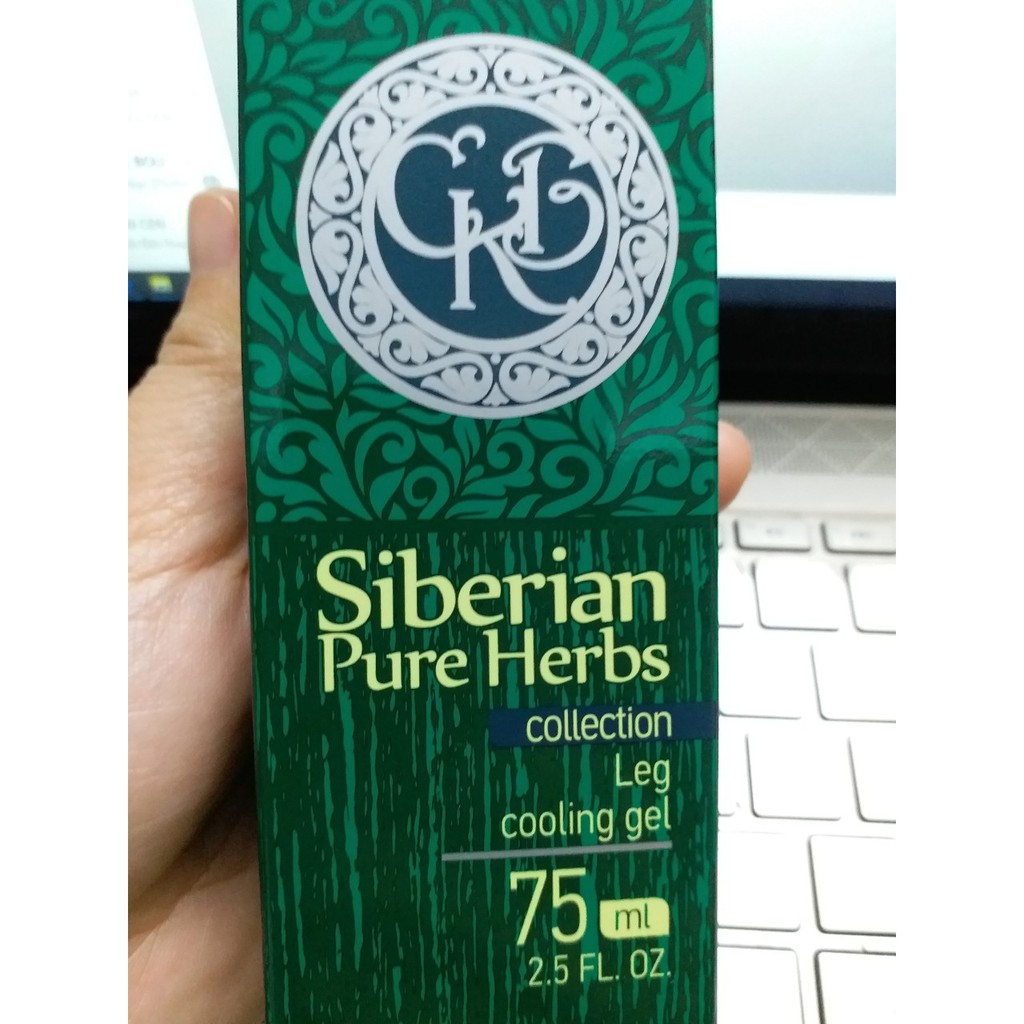 Siberian
Pure Herbs
collection
Leg
cooling gel
75 ml
2.5 FL. OZ.